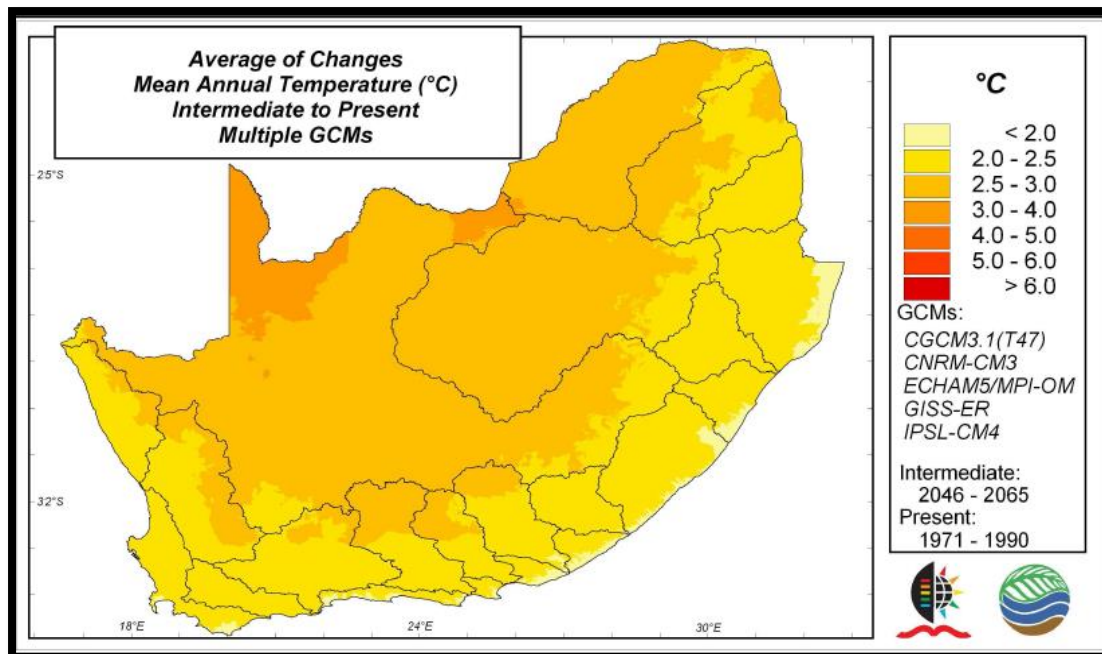 Average of Changes
Mean Annual Temperature (°C)
Intermediate to Present
Multiple GCMs
°C
< 2.0
2.0 - 2.5
2.5 - 3.0
3.0 - 4.0
4.0 - 5.0
5.0 - 6.0
> 6.0
GCMs:
CGCM3.1(T47)
CNRM-CM3
ECHAM5/MPI-OM
GISS-ER
IPSL-CM4
Intermediate:
2046 - 2065
Present:
1971 - 1990
25°S
32°S
18°E
24°E
30°E